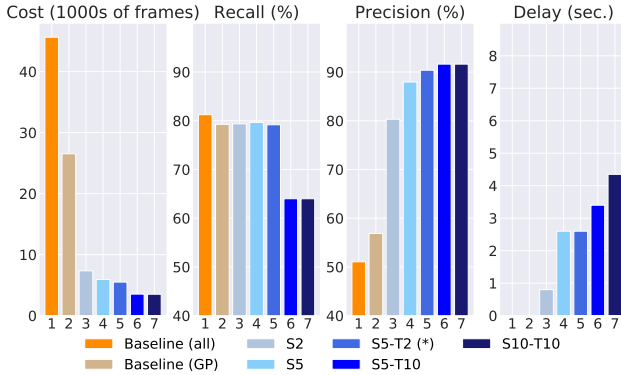 Cost (1000s of frames) Recall (%) Precision (%) Delay (sec.)
40 90 90 8
30 80 80 7
20 70 70 6
10 60 60 5
0 50 50 4
40 40 3
2
1
0
1 2 3 4 5 6 7 1 2 3 4 5 6 7 1 2 3 4 5 6 7 1 2 3 4 5 6 7
Baseline (all) S2 S5-T2 (*) S10-T10
Baseline (GP) S5 S5-T10